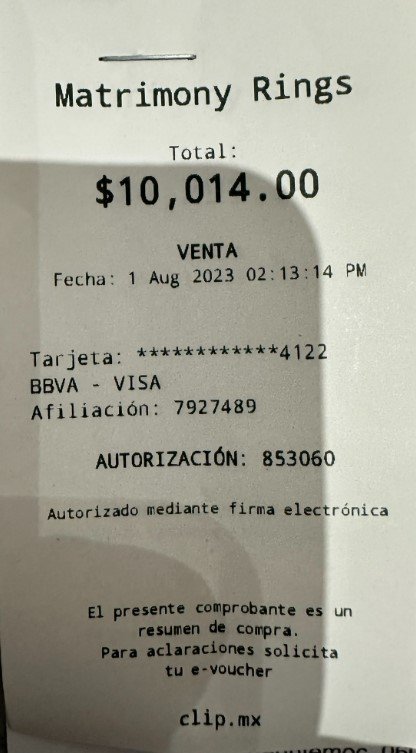 Matrimony Rings
Total:
$10,014.00
VENTA
Fecha: 1 Aug 2023 02:13:14 PM
Tarjeta: ************4122
BBVA - VISA
Afiliación: 7927489
AUTORIZACIÓN: 853060
Autorizado mediante firma electrónica
El presente comprobante es un
resumen de compra.
Para aclaraciones solicita
tu e-voucher
clip.mx